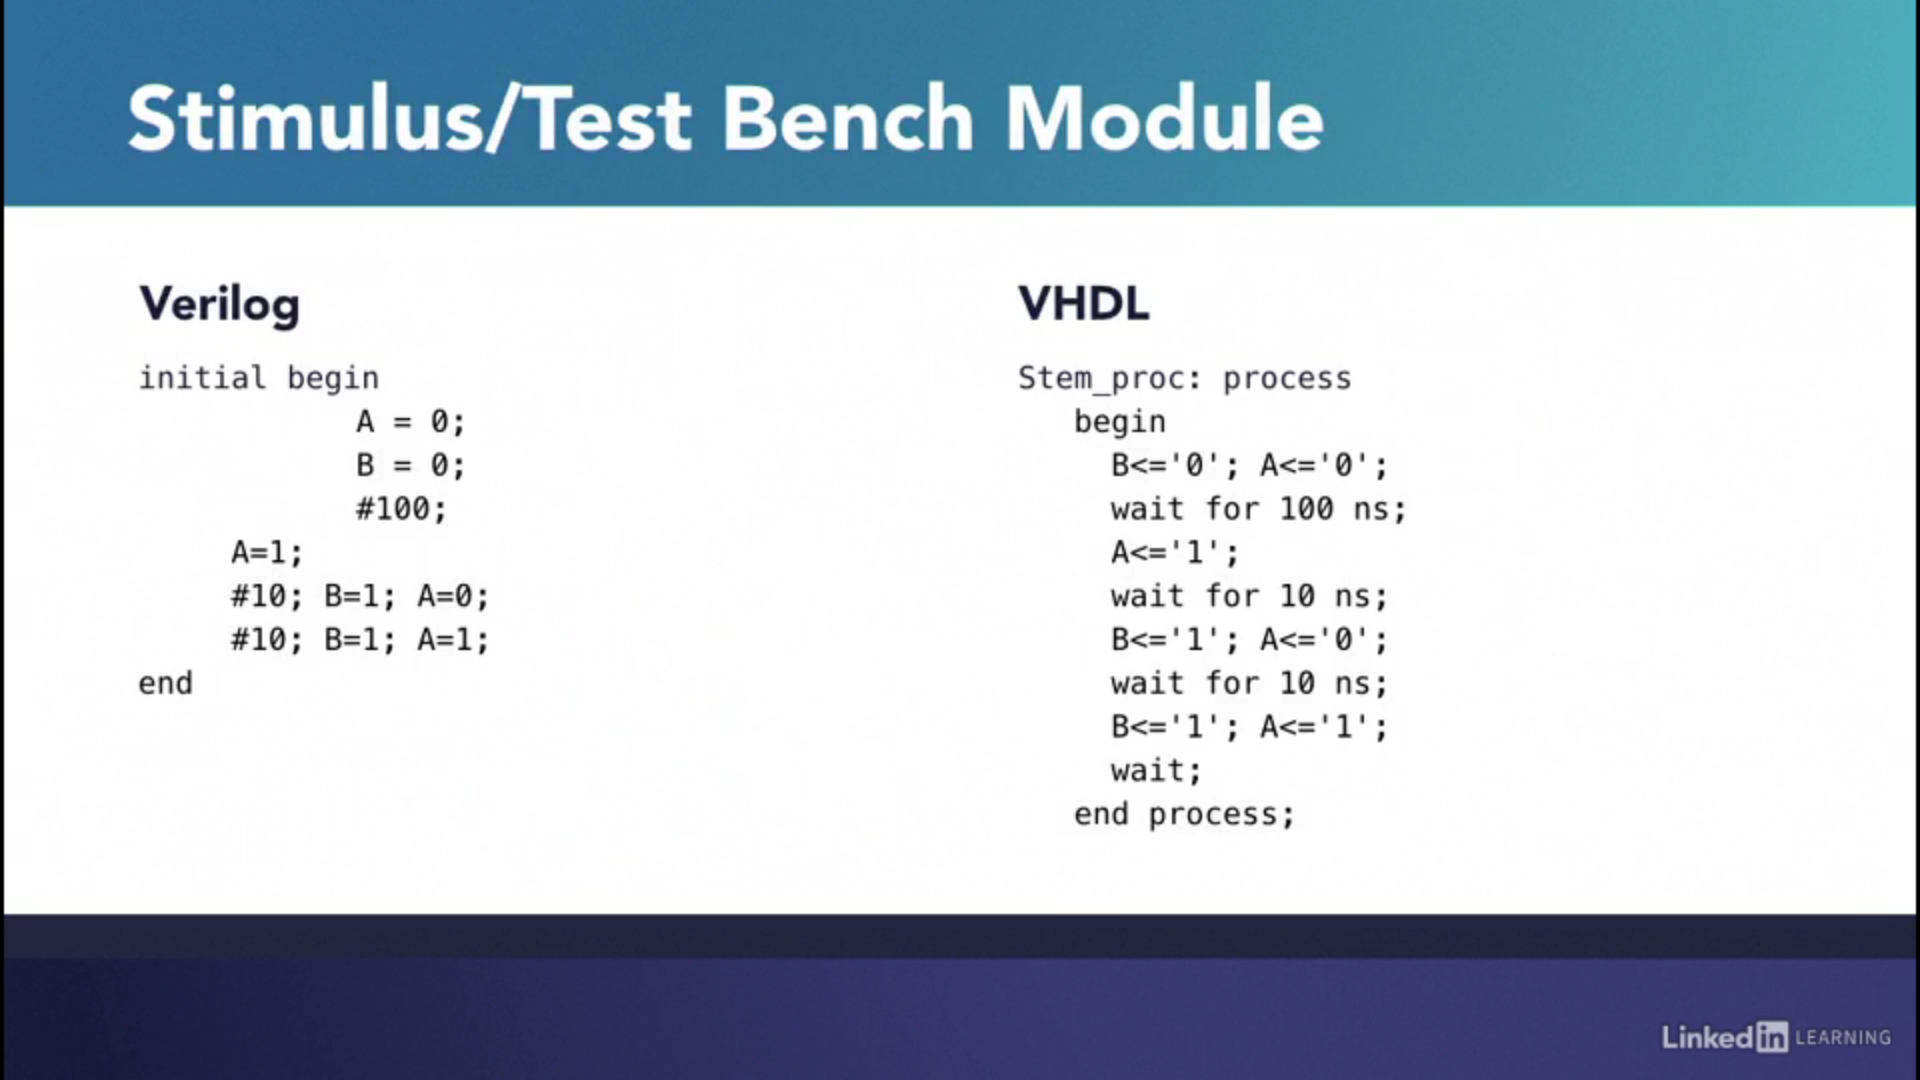 Stimulus/Test Bench Module
Verilog
initial begin
A = 0;
B = 0;
#100;
A=1;
#10; B=1; A=0;
#10; B=1; A=1;
end
VHDL
Stem_proc: process
begin
B<='0'; A<='0';
wait for 100 ns;
A<='1';
wait for 10 ns;
B<='1'; A<='0';
wait for 10 ns;
B<='1'; A<='1';
wait;
end process;
Linked in LEARNING